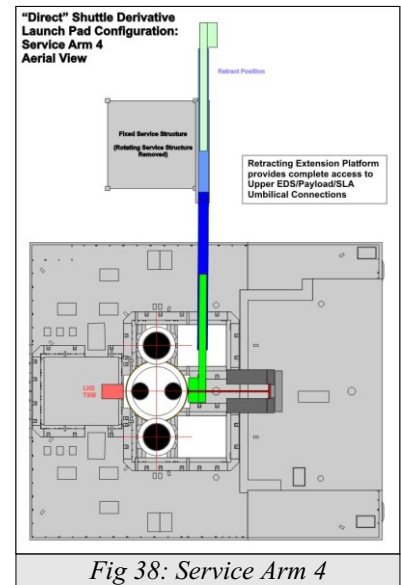 “Direct” Shuttle Derivative
Launch Pad Configuration:
Service Arm 4
Aerial View
Retract Position
Fixed Service Structure
(Rotating Service Structure
Removed)
Retracting Extension Platform
provides complete access to
Upper EDS/Payload/SLA
Umbilical Connections
LH2
TSM
Fig 38: Service Arm 4